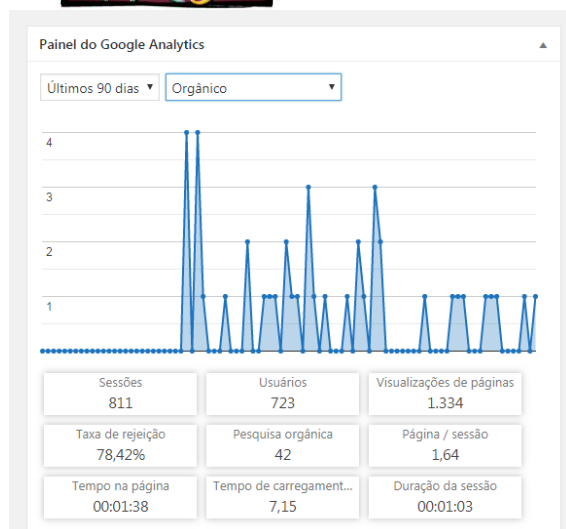 Painel do Google Analytics
Últimos 90 dias Orgânico
4
3
2
1
Sessões Usuários Visualizações de páginas
811 723 1.334
Taxa de rejeição Pesquisa orgânica Página / sessão
78,42% 42 1,64
Tempo na página Tempo de carregament... Duração da sessão
00:01:38 7,15 00:01:03